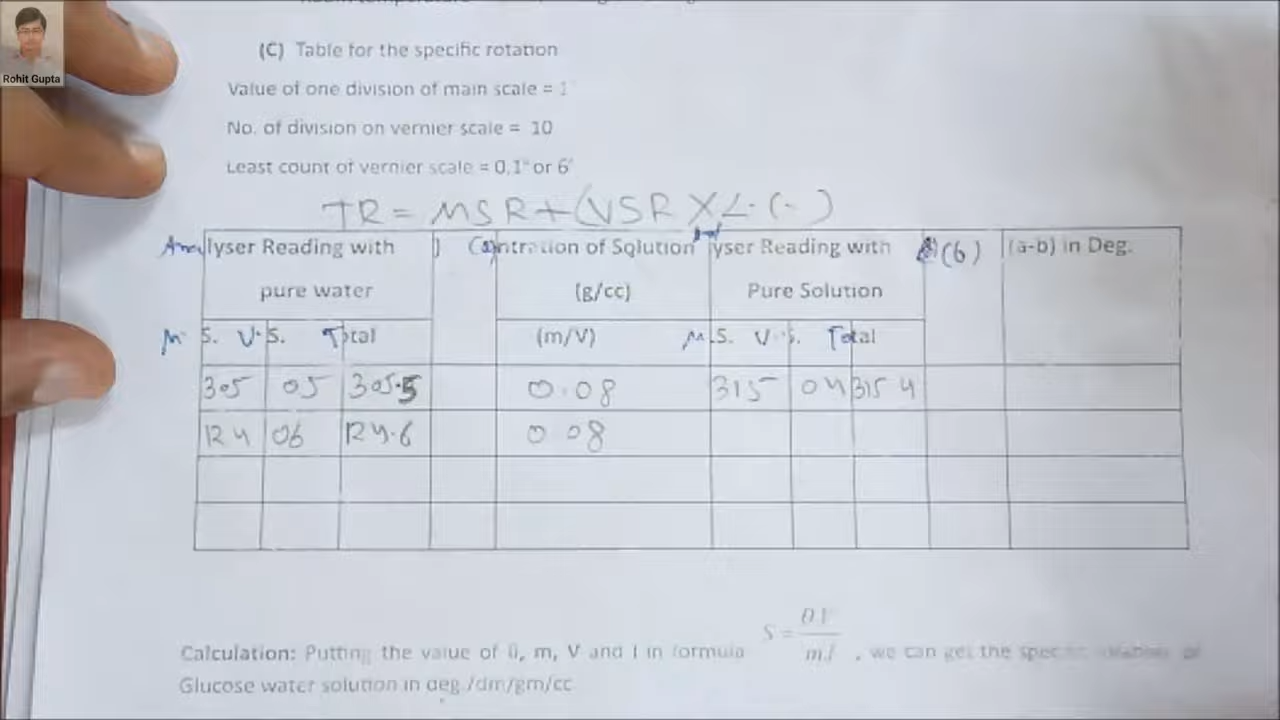 Rohit Gupta
(C) Table for the specific rotation
Value of one division of main scale = 1
No. of division on vernier scale = 10
Least count of vernier scale = 0.1° or 6'
TR = MSR + (VSR X L.C.)
Analyser Reading with pure water
(a)
Concentration of Solution (g/cc)
Analyser Reading with Pure Solution
(b)
(a-b) in Deg.
M.S. V.S. Total (m/V) M.S. V.S. Total
305 05 305.5 0.08 315 04 315 4
124 06 124.6 0.08
Calculation: Putting the value of θ, m, V and l in formula S = θV / m.l , we can get the specific rotation of
Glucose water solution in deg./dm/gm/cc